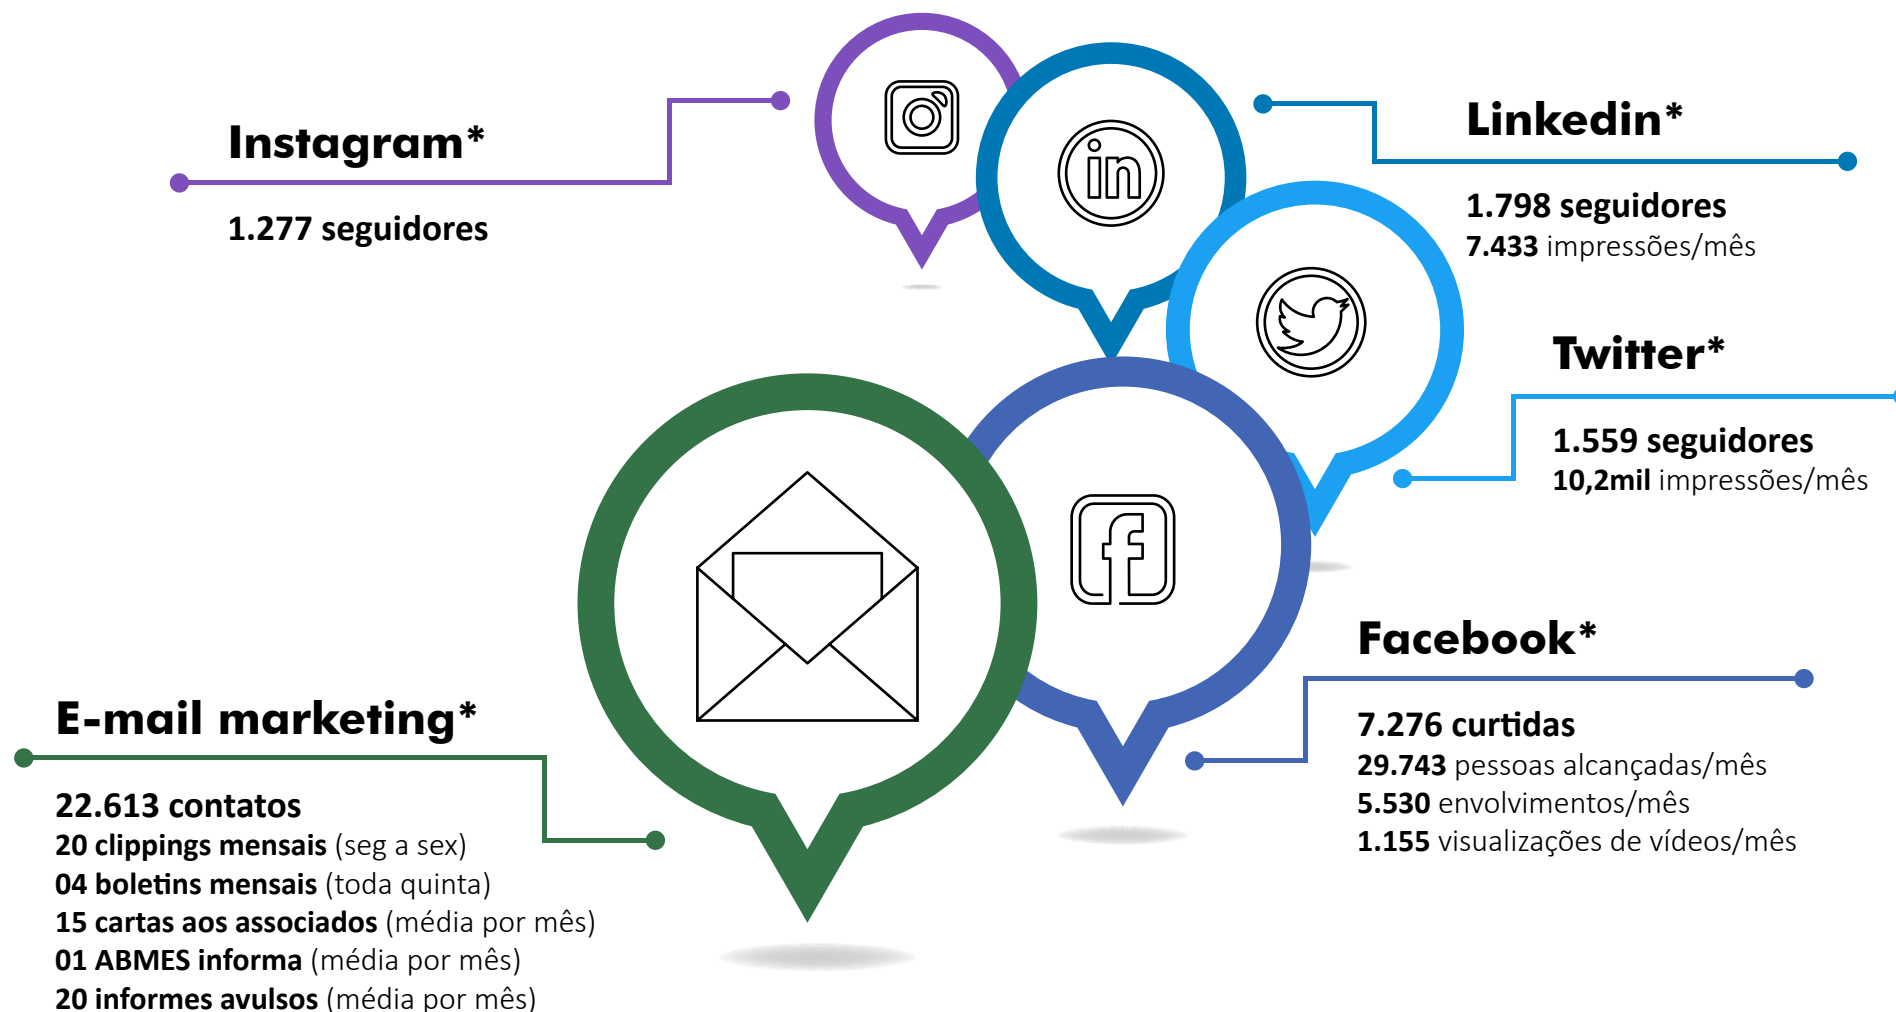 Instagram*
1.277 seguidores
in
Linkedin*
1.798 seguidores
7.433 impressões/mês
Twitter*
1.559 seguidores
10,2mil impressões/mês
f
Facebook*
7.276 curtidas
29.743 pessoas alcançadas/mês
5.530 envolvimentos/mês
1.155 visualizações de vídeos/mês
E-mail marketing*
22.613 contatos
20 clippings mensais (seg a sex)
04 boletins mensais (toda quinta)
15 cartas aos associados (média por mês)
01 ABMES informa (média por mês)
20 informes avulsos (média por mês)